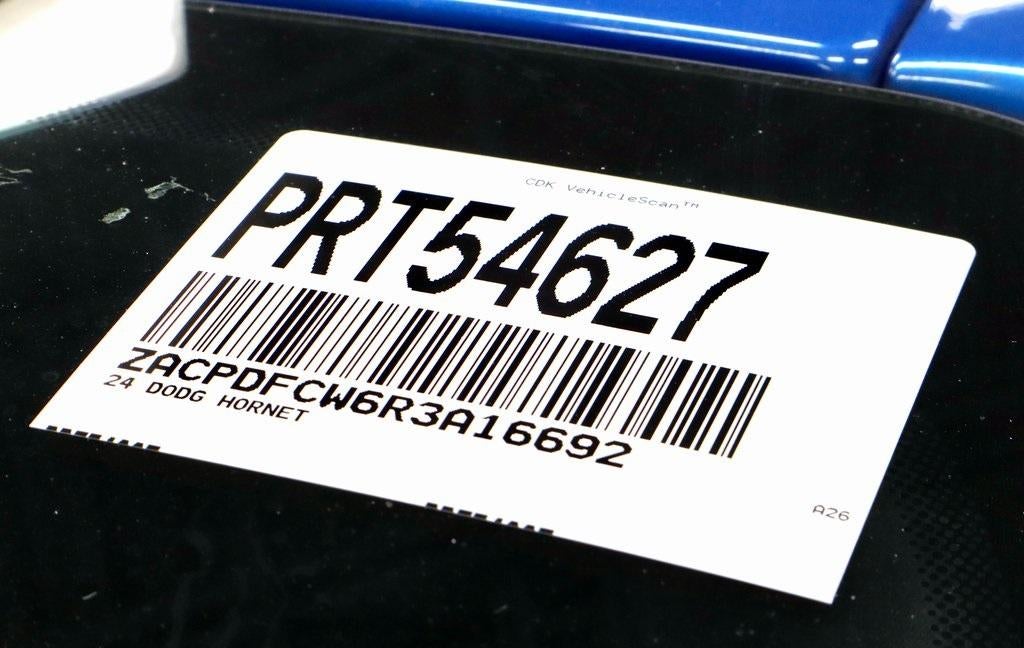 CDK VehicleScan™
PRT54627
ZACPDFCW6R3A16692
24 DODG HORNET
A26